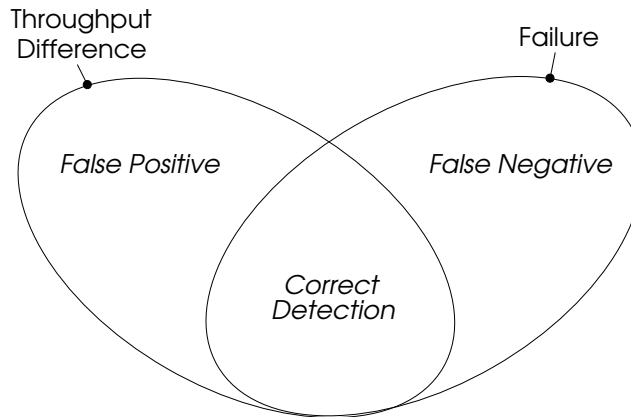 Throughput
Difference
Failure
False Positive
False Negative
Correct
Detection